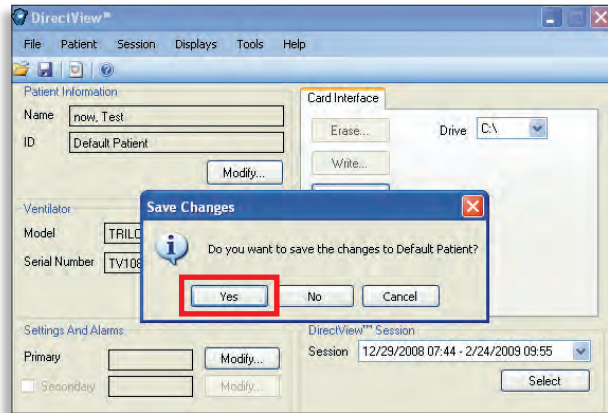 DirectView™
File Patient Session Displays Tools Help
Patient Information
Name now, Test
ID Default Patient
Modify...
Card Interface
Erase... Drive C:\
Write...
Ventilator
Model TRILO
Serial Number TV108
Save Changes
Do you want to save the changes to Default Patient?
Yes No Cancel
Settings And Alarms
Primary Modify...
Secondary Modify...
DirectView™ Session
Session 12/29/2008 07:44 - 2/24/2009 09:55
Select